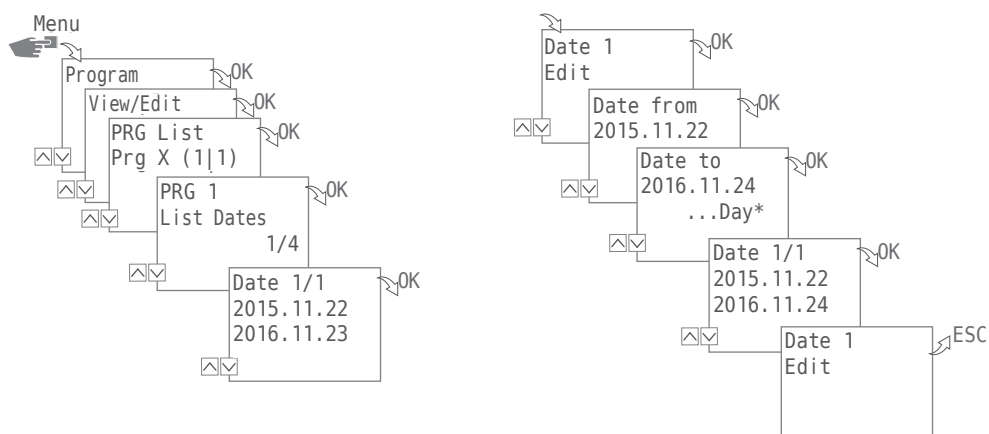 Menu
Program
OK
View/Edit
OK
PRG List
Prg X (1|1)
OK
PRG 1
List Dates
1/4
OK
Date 1/1
2015.11.22
2016.11.23
OK
Date 1
Edit
OK
Date from
2015.11.22
OK
Date to
2016.11.24
...Day*
OK
Date 1/1
2015.11.22
2016.11.24
OK
Date 1
Edit
ESC